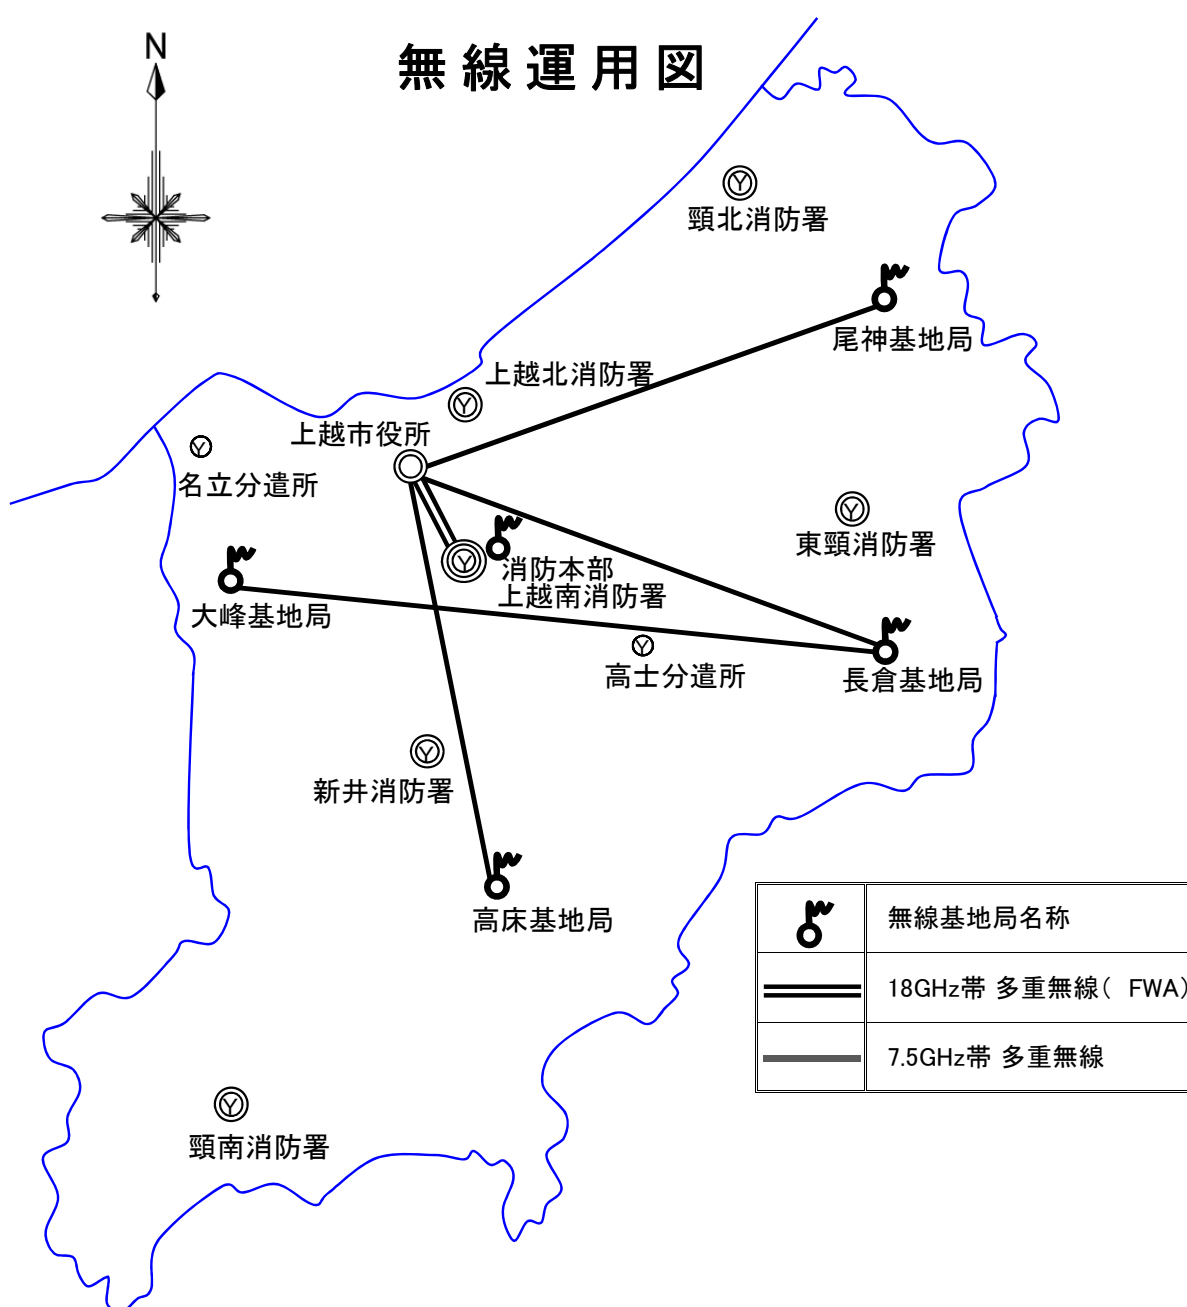 N
無線運用図
頸北消防署
尾神基地局
上越北消防署
上越市役所
名立分遣所
東頸消防署
消防本部
上越南消防署
大峰基地局
高士分遣所
長倉基地局
新井消防署
高床基地局
無線基地局名称
18GHz帯 多重無線( FWA)
7.5GHz帯 多重無線
頸南消防署